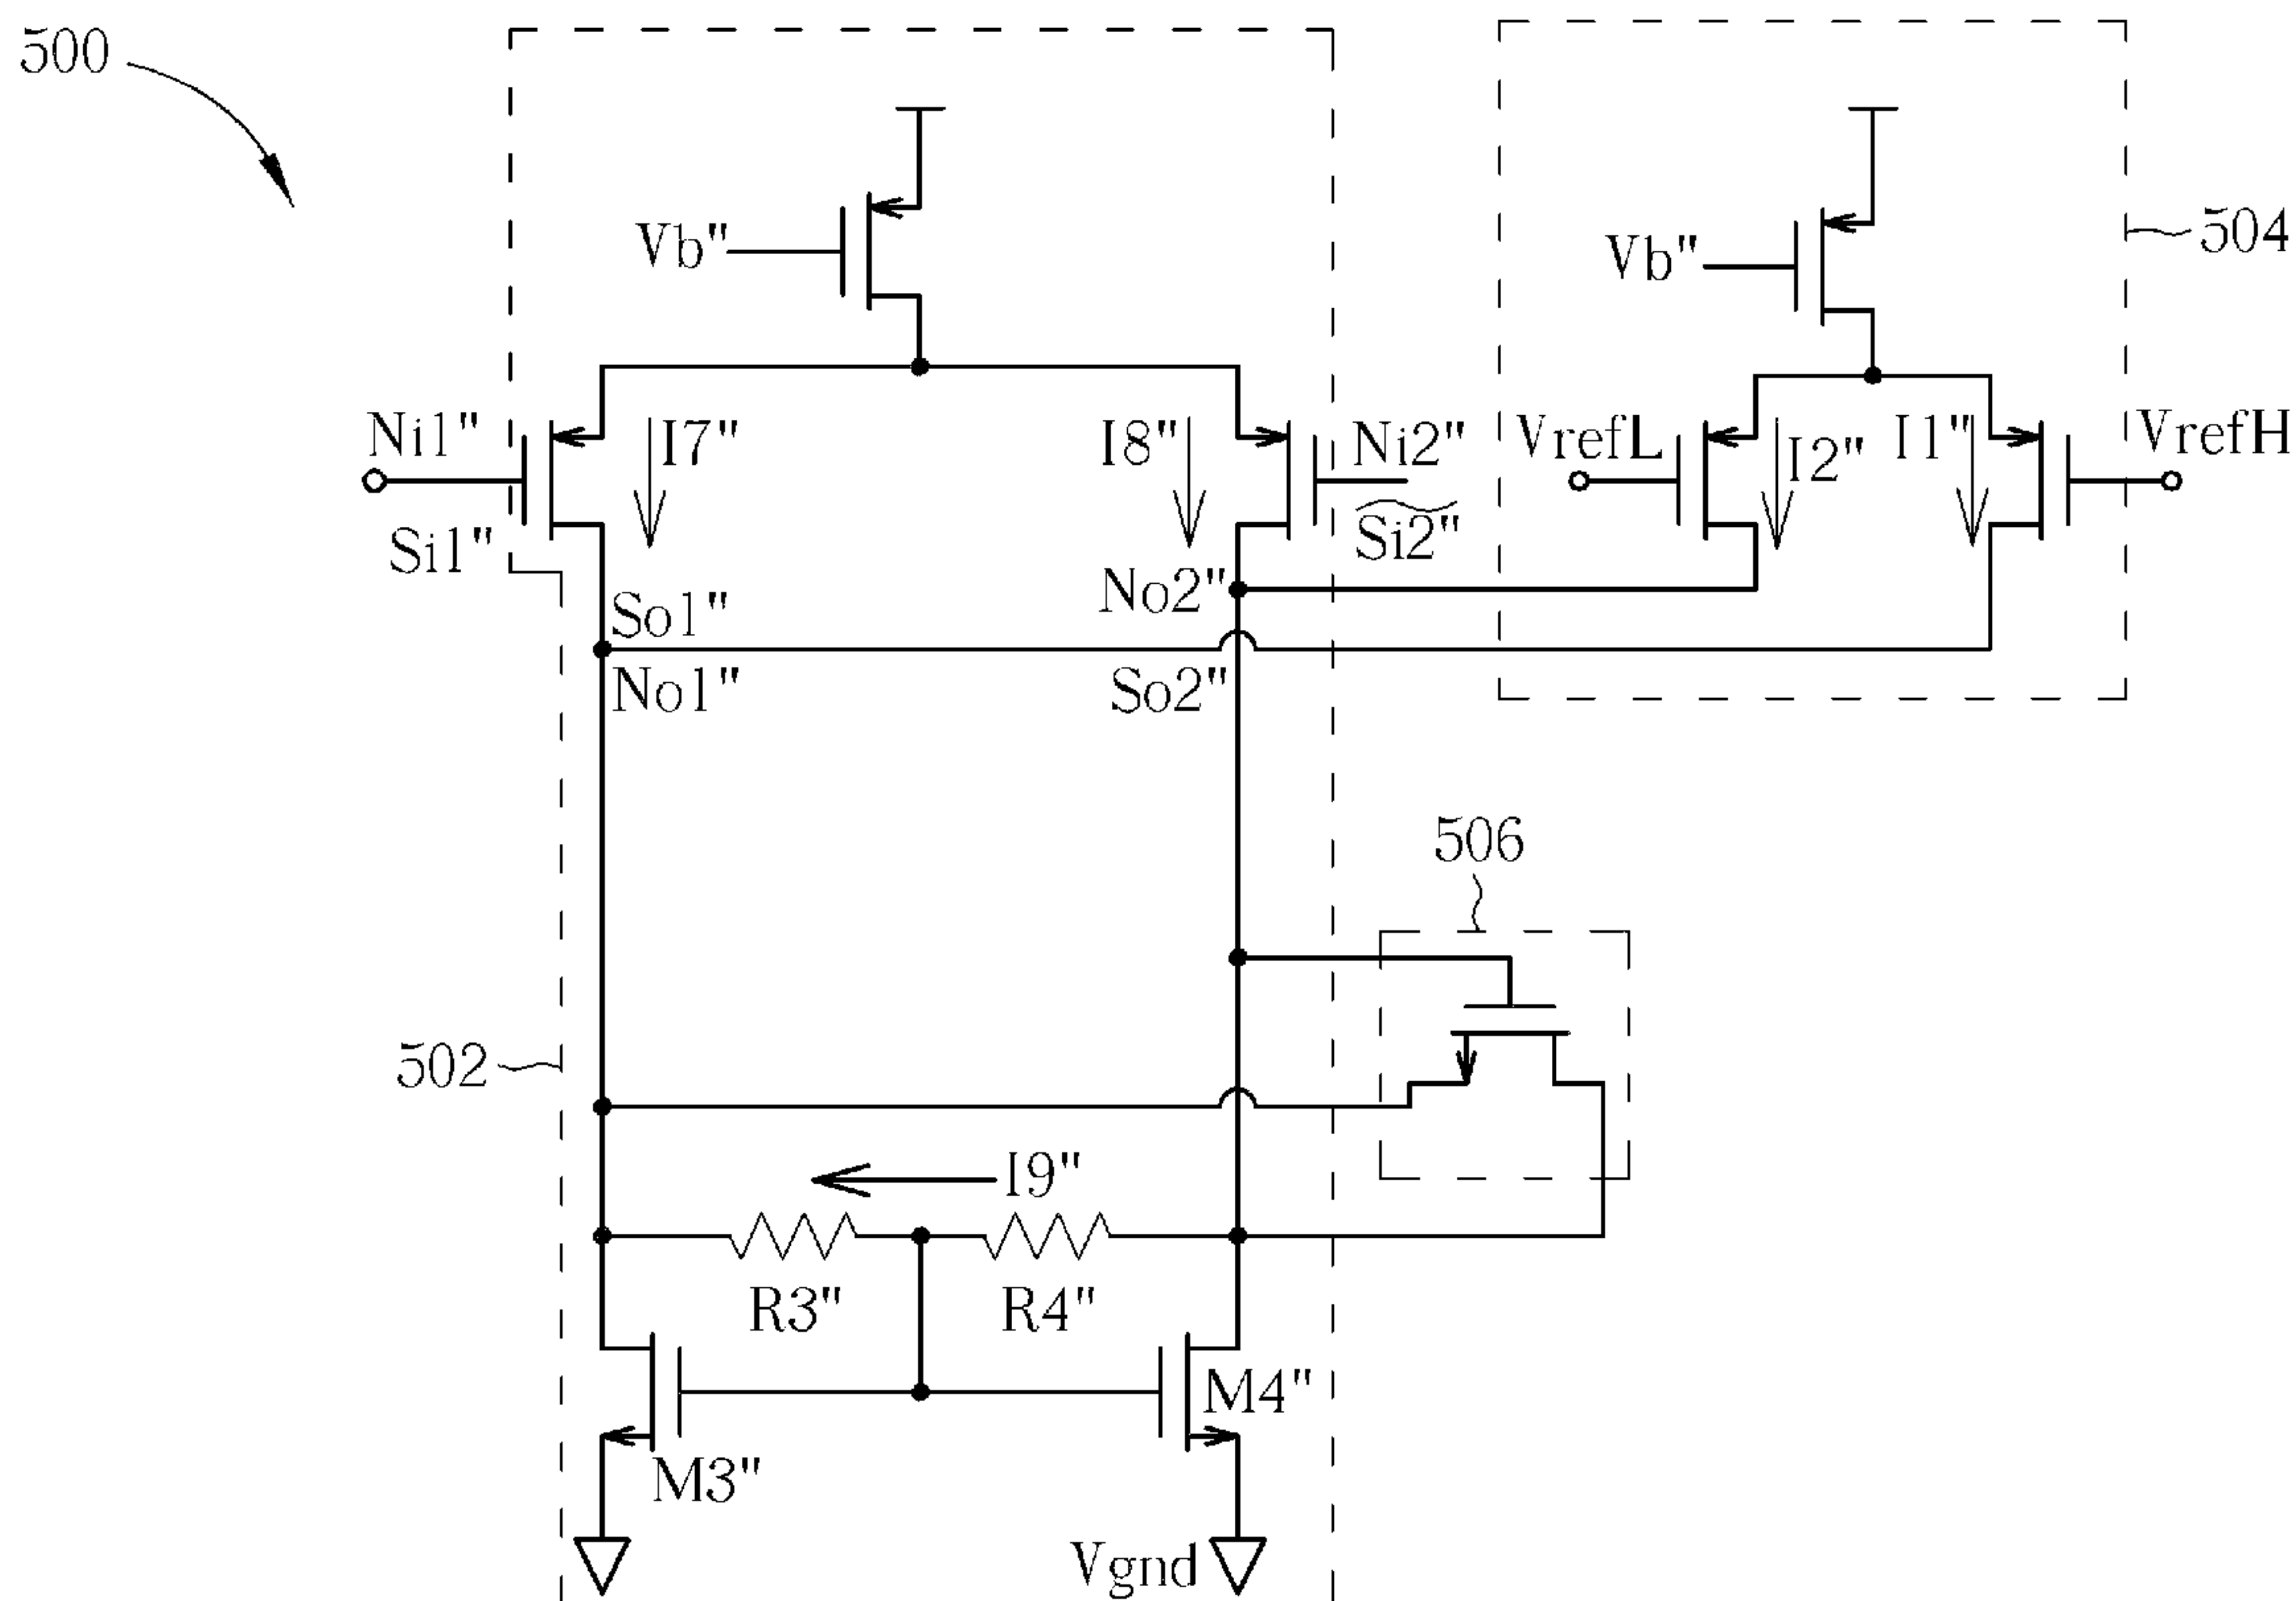 500
Vb"
Vb"
504
Ni1"
I7"
I8"
Ni2"
VrefL
I2"
I1"
VrefH
Si1"
Si2"
So1"
No2"
No1"
So2"
506
502
I9"
R3"
R4"
M4"
M3"
Vgnd